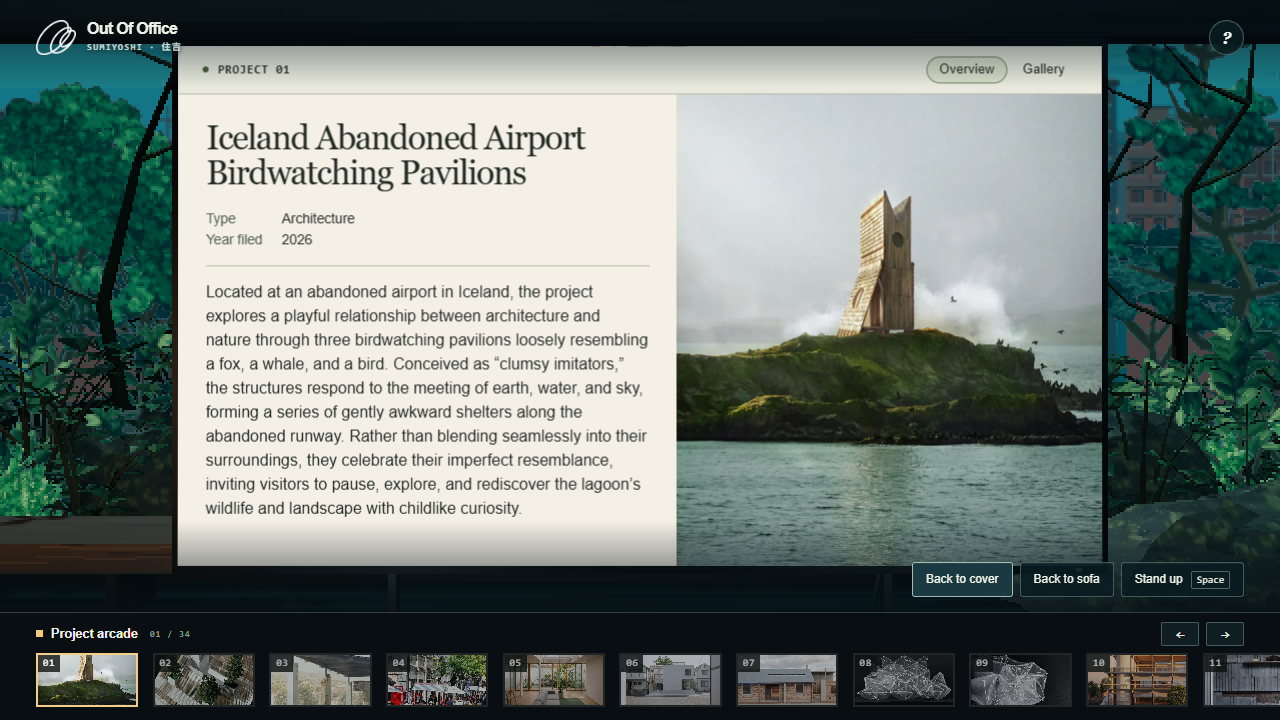 Out Of Office
SUMIYOSHI · 住吉
?
PROJECT 01
Overview
Gallery
Iceland Abandoned Airport
Birdwatching Pavilions
Type Architecture
Year filed 2026
Located at an abandoned airport in Iceland, the project
explores a playful relationship between architecture and
nature through three birdwatching pavilions loosely resembling
a fox, a whale, and a bird. Conceived as “clumsy imitators,”
the structures respond to the meeting of earth, water, and sky,
forming a series of gently awkward shelters along the
abandoned runway. Rather than blending seamlessly into their
surroundings, they celebrate their imperfect resemblance,
inviting visitors to pause, explore, and rediscover the lagoon’s
wildlife and landscape with childlike curiosity.
Back to cover
Back to sofa
Stand up Space
Project arcade 01 / 34
← →
01
02
03
04
05
06
07
08
09
10
11